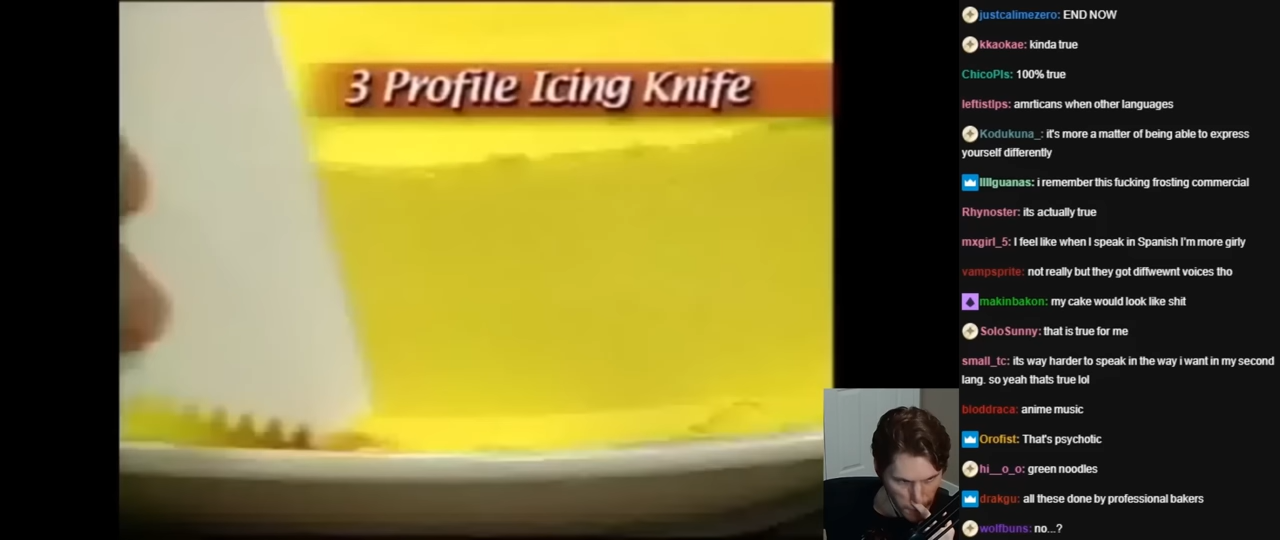 3 Profile Icing Knife
justcalimezero: END NOW
kkaokae: kinda true
ChicoPls: 100% true
leftistlps: amrlicans when other languages
Kodukuna_: it's more a matter of being able to express
yourself differently
IIIIguanas: i remember this fucking frosting commercial
Rhynoster: its actually true
mxgirl_5: I feel like when I speak in Spanish I'm more girly
vampsprite: not really but they got diffwewnt voices tho
makinbakon: my cake would look like shit
SoloSunny: that is true for me
small_tc: its way harder to speak in the way i want in my second
lang. so yeah thats true lol
bloddraca: anime music
Orofist: That's psychotic
hi__o_o: green noodles
drakgu: all these done by professional bakers
wolfbuns: no...?